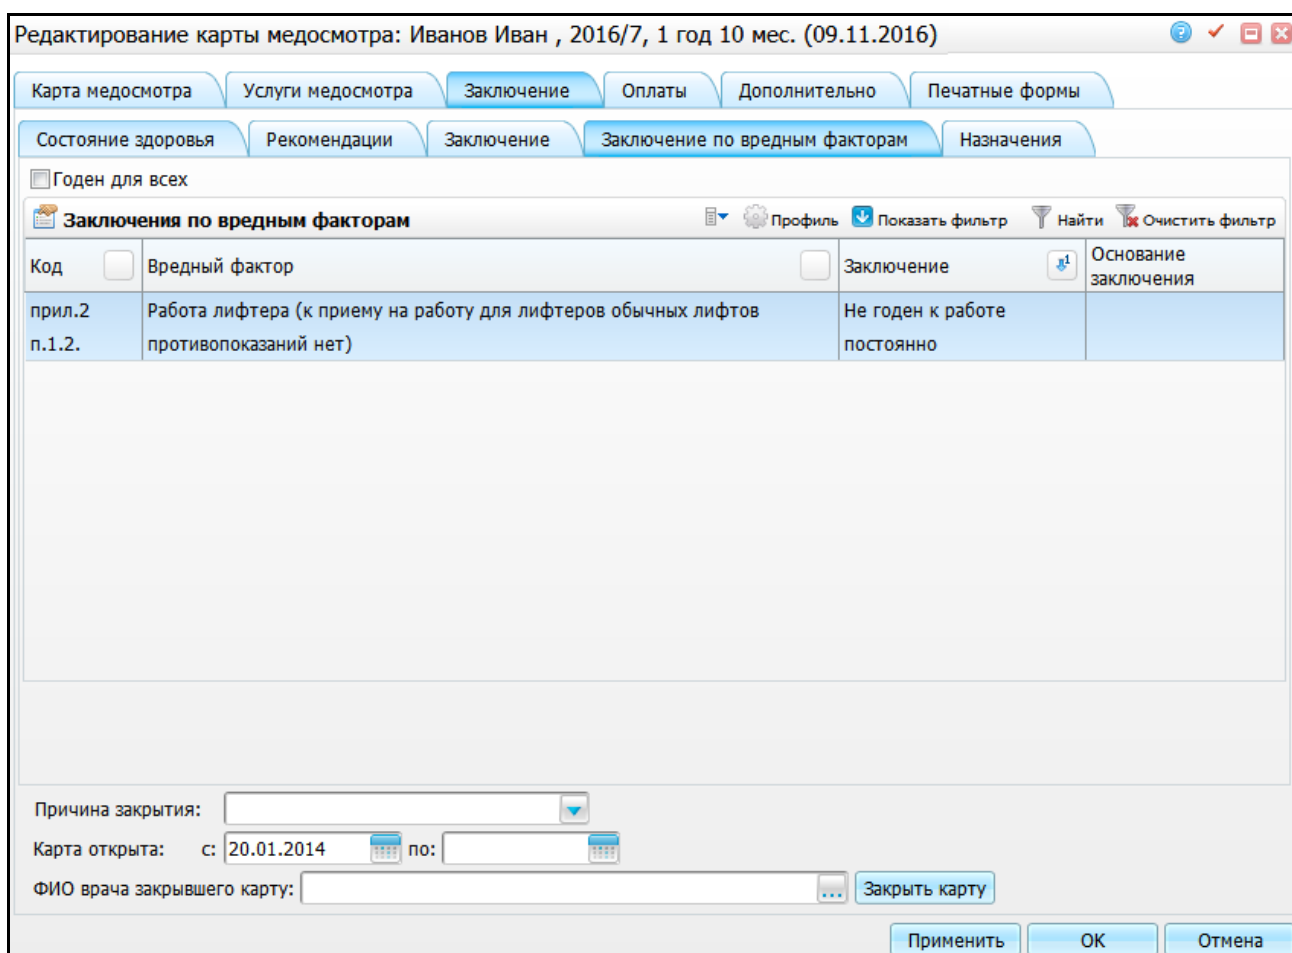 Редактирование карты медосмотра: Иванов Иван , 2016/7, 1 год 10 мес. (09.11.2016)
Карта медосмотра Услуги медосмотра Заключение Оплаты Дополнительно Печатные формы
Состояние здоровья Рекомендации Заключение Заключение по вредным факторам Назначения
Годен для всех
Заключения по вредным факторам Профиль Показать фильтр Найти Очистить фильтр
Код Вредный фактор Заключение 1 Основание
заключения
прил.2 Работа лифтера (к приему на работу для лифтеров обычных лифтов Не годен к работе
п.1.2. противопоказаний нет) постоянно
Причина закрытия:
Карта открыта: с: 20.01.2014 по:
ФИО врача закрывшего карту: ... Закрыть карту
Применить ОК Отмена